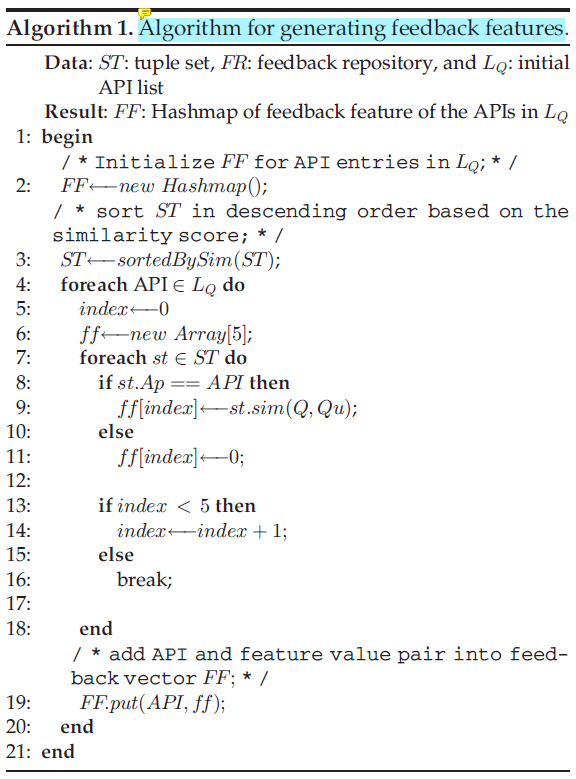 Algorithm 1. Algorithm for generating feedback features.
Data: ST: tuple set, FR: feedback repository, and L_Q: initial
API list
Result: FF: Hashmap of feedback feature of the APIs in L_Q
1: begin
/ * Initialize FF for API entries in L_Q; * /
2: FF⟵new Hashmap();
/ * sort ST in descending order based on the
similarity score; * /
3: ST⟵sortedBySim(ST);
4: foreach API ∈ L_Q do
5: index⟵0
6: ff⟵new Array[5];
7: foreach st ∈ ST do
8: if st.Ap == API then
9: ff[index]⟵st.sim(Q, Qu);
10: else
11: ff[index]⟵0;
12:
13: if index < 5 then
14: index⟵index + 1;
15: else
16: break;
17:
18: end
/ * add API and feature value pair into feed-
back vector FF; * /
19: FF.put(API, ff);
20: end
21: end